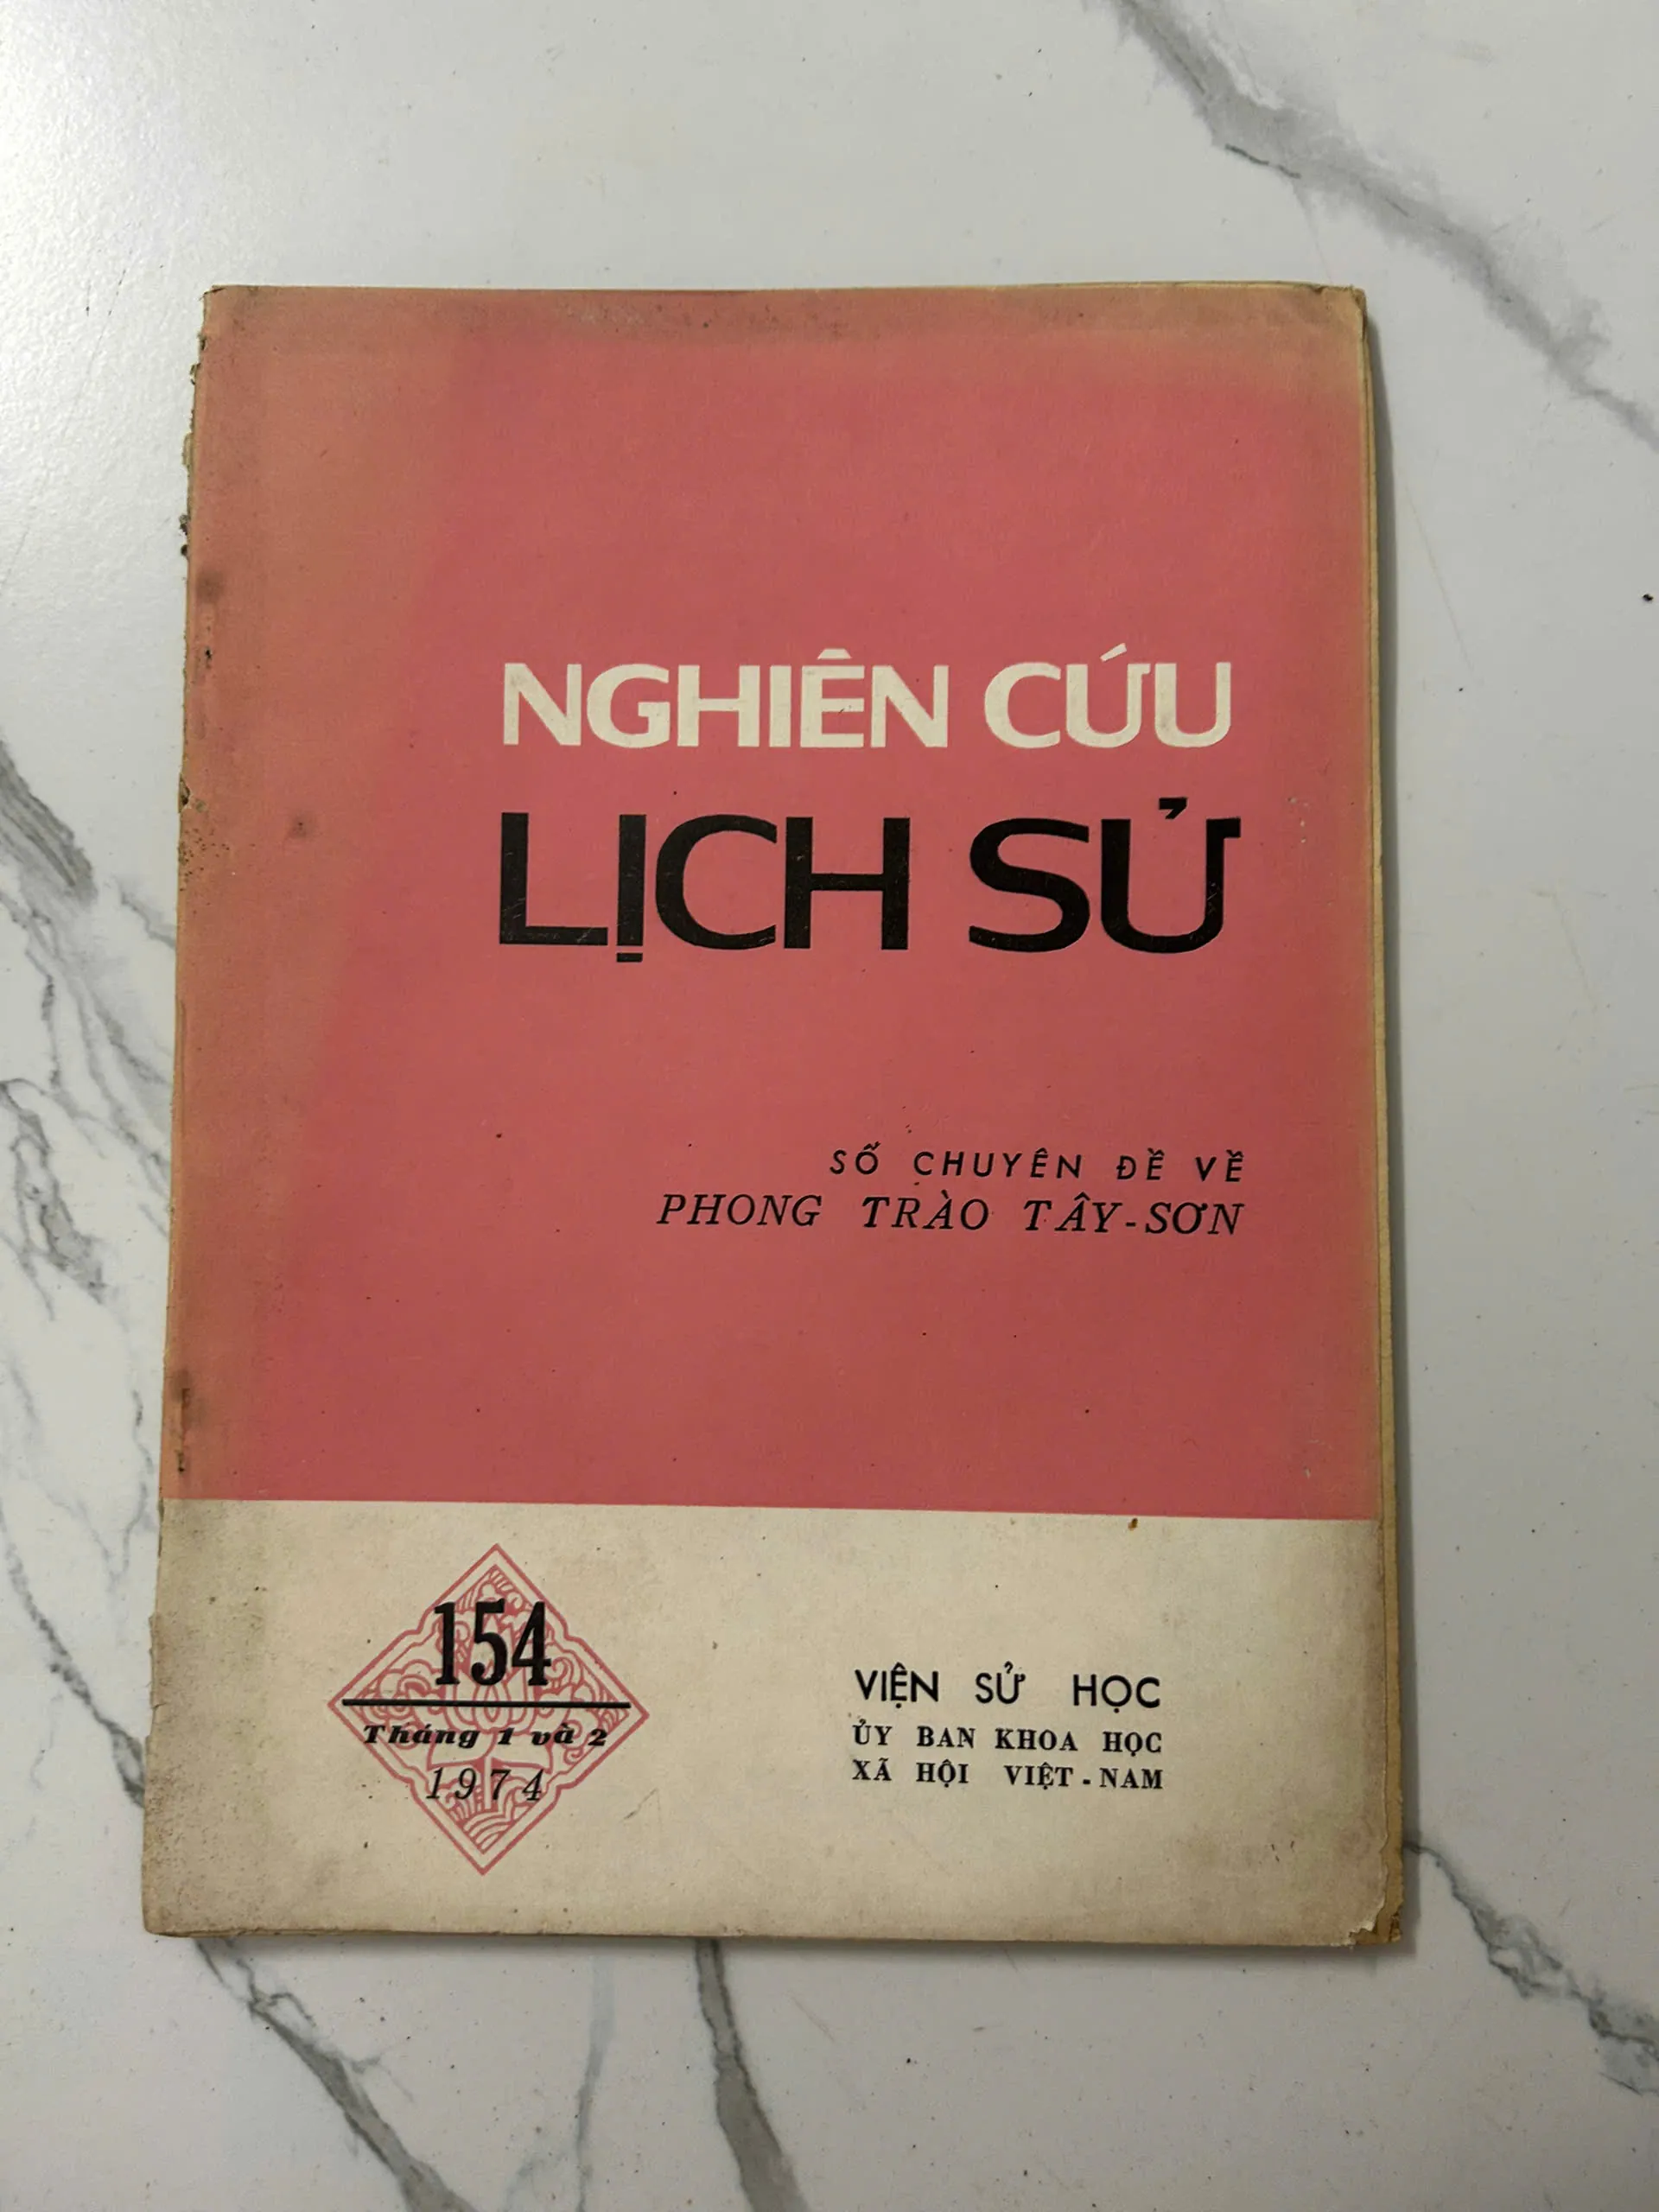 NGHIÊN CỨU
LỊCH SỬ
SỐ CHUYÊN ĐỀ VỀ
PHONG TRÀO TÂY-SƠN
154
Tháng 1 và 2
1974
VIỆN SỬ HỌC
ỦY BAN KHOA HỌC
XÃ HỘI VIỆT-NAM